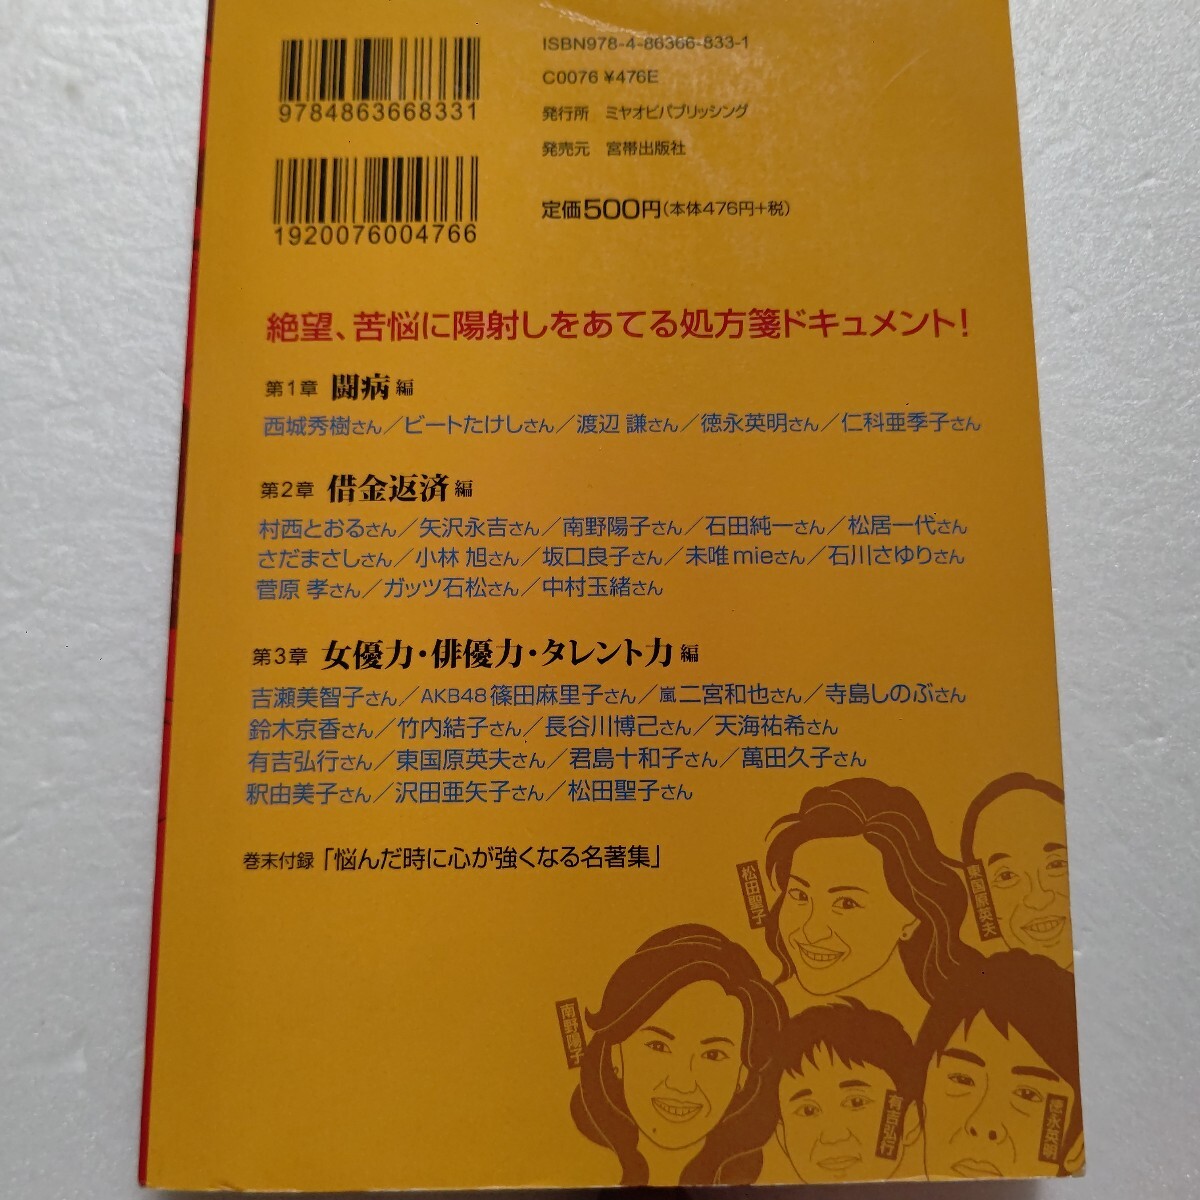 ISBN978-4-86366-833-1
C0076 ¥476E
9784863668331
発行所 ミヤオビパブリッシング
発売元 宮帯出版社
1920076004766
定価500円(本体476円+税)
絶望、苦悩に陽射しをあてる処方箋ドキュメント!
第1章 闘病編
西城秀樹さん／ビートたけしさん／渡辺 謙さん／徳永英明さん／仁科亜季子さん
第2章 借金返済編
村西とおるさん／矢沢永吉さん／南野陽子さん／石田純一さん／松居一代さん
さだまさしさん／小林 旭さん／坂口良子さん／未唯mieさん／石川さゆりさん
菅原 孝さん／ガッツ石松さん／中村玉緒さん
第3章 女優力・俳優力・タレント力編
吉瀬美智子さん／AKB48 篠田麻里子さん／嵐 二宮和也さん／寺島しのぶさん
鈴木京香さん／竹内結子さん／長谷川博己さん／天海祐希さん
有吉弘行さん／東国原英夫さん／君島十和子さん／萬田久子さん
釈由美子さん／沢田亜矢子さん／松田聖子さん
巻末付録「悩んだ時に心が強くなる名著集」
松田聖子
東国原英夫
南野陽子
有吉弘行
徳永英明